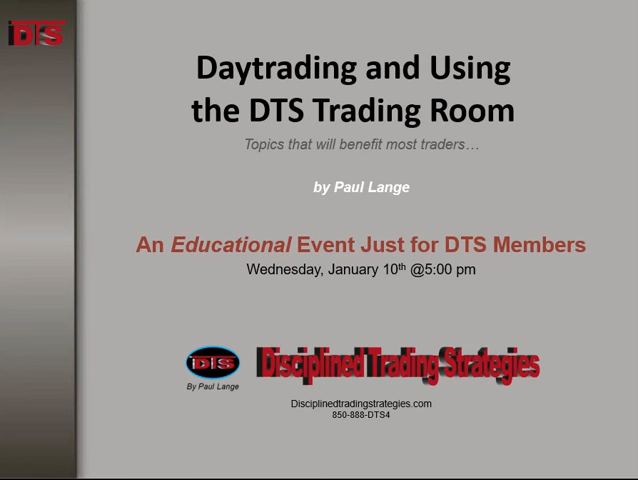 DTS
Daytrading and Using
the DTS Trading Room
Topics that will benefit most traders…
by Paul Lange
An Educational Event Just for DTS Members
Wednesday, January 10th @5:00 pm
DTS
Disciplined Trading Strategies
By Paul Lange
Disciplinedtradingstrategies.com
850-888-DTS4